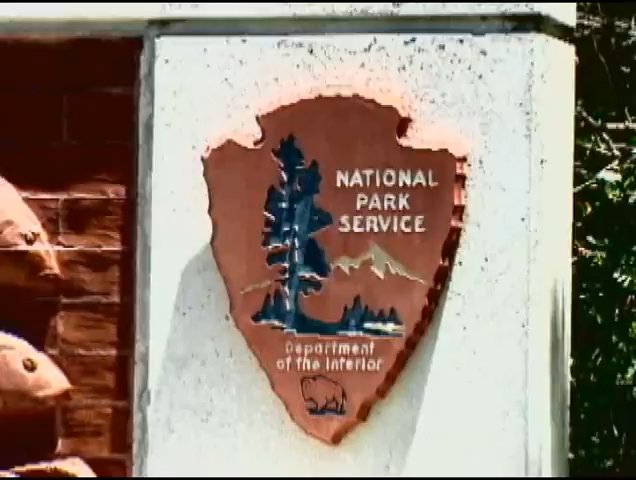 NATIONAL
PARK
SERVICE
Department
of the Interior